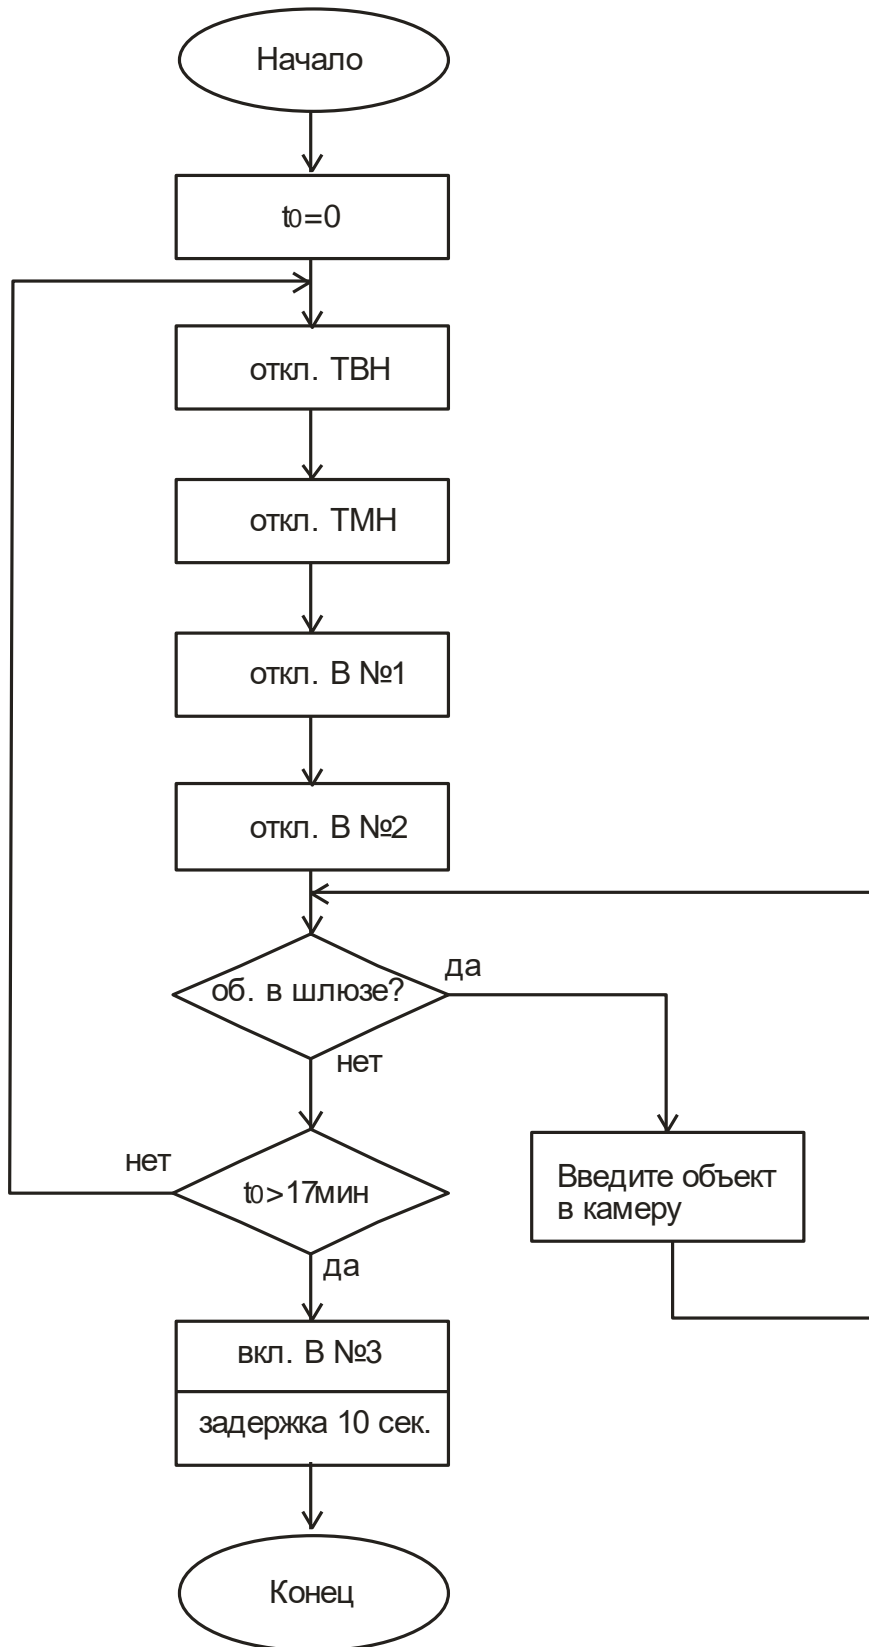 Начало
t0=0
откл. ТВН
откл. ТМН
откл. В №1
откл. В №2
об. в шлюзе?
да
нет
t0>17мин
нет
да
Введите объект
в камеру
вкл. В №3
задержка 10 сек.
Конец